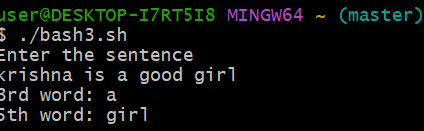 user@DESKTOP-I7RT5I8 MINGW64 ~ (master)
$ ./bash3.sh
Enter the sentence
krishna is a good girl
3rd word: a
5th word: girl